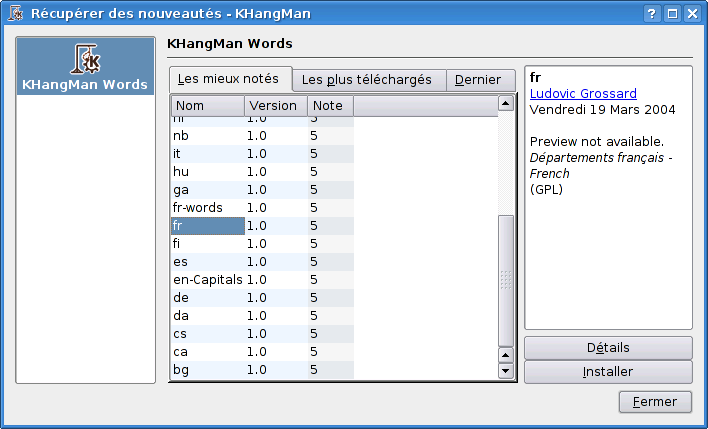 Récupérer des nouveautés - KHangMan
KHangMan Words
KHangMan Words
Les mieux notés Les plus téléchargés Dernier
Nom Version Note
nl 1.0 5
nb 1.0 5
it 1.0 5
hu 1.0 5
ga 1.0 5
fr-words 1.0 5
fr 1.0 5
fi 1.0 5
es 1.0 5
en-Capitals 1.0 5
de 1.0 5
da 1.0 5
cs 1.0 5
ca 1.0 5
bg 1.0 5
fr
Ludovic Grossard
Vendredi 19 Mars 2004
Preview not available.
Départements français -
French
(GPL)
Détails
Installer
Fermer